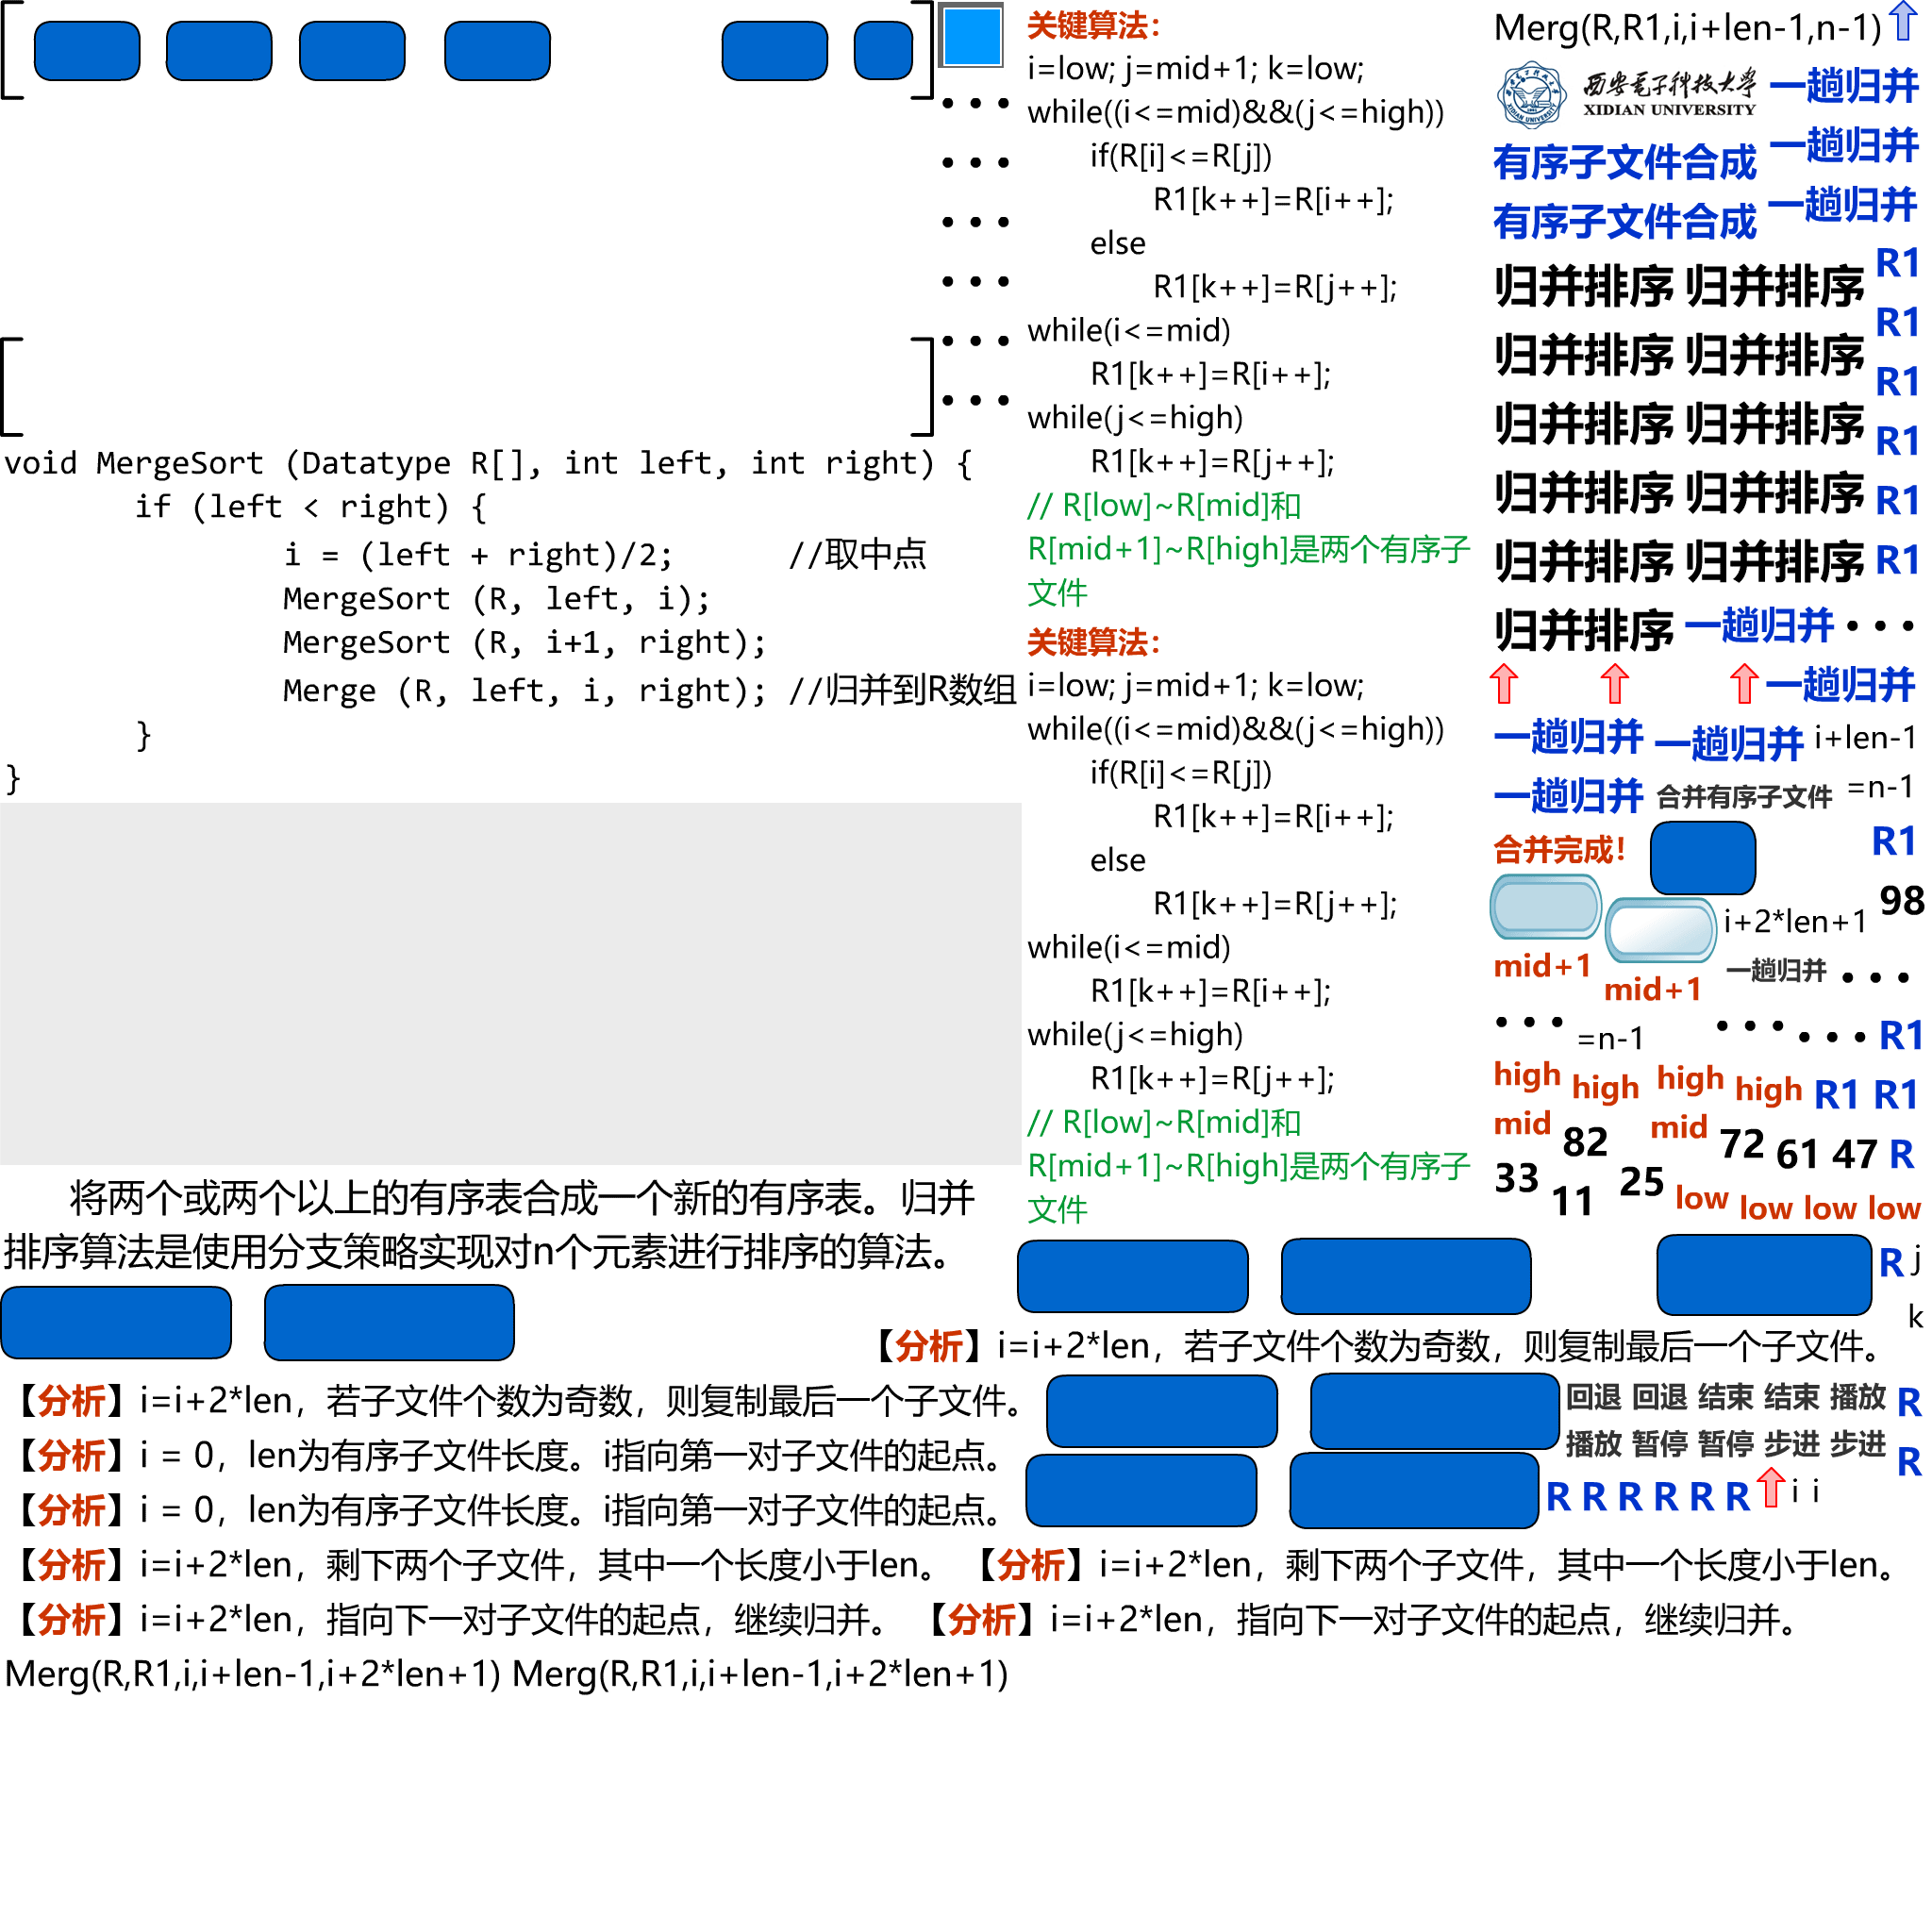 void MergeSort (Datatype R[], int left, int right) {
if (left < right) {
i = (left + right)/2; //取中点
MergeSort (R, left, i);
MergeSort (R, i+1, right);
Merge (R, left, i, right); //归并到R数组
}
}
将两个或两个以上的有序表合成一个新的有序表。归并
排序算法是使用分支策略实现对n个元素进行排序的算法。
关键算法：
i=low; j=mid+1; k=low;
while((i<=mid)&&(j<=high))
if(R[i]<=R[j])
R1[k++]=R[i++];
else
R1[k++]=R[j++];
while(i<=mid)
R1[k++]=R[i++];
while(j<=high)
R1[k++]=R[j++];
// R[low]~R[mid]和
R[mid+1]~R[high]是两个有序子
文件
关键算法：
i=low; j=mid+1; k=low;
while((i<=mid)&&(j<=high))
if(R[i]<=R[j])
R1[k++]=R[i++];
else
R1[k++]=R[j++];
while(i<=mid)
R1[k++]=R[i++];
while(j<=high)
R1[k++]=R[j++];
// R[low]~R[mid]和
R[mid+1]~R[high]是两个有序子
文件
Merg(R,R1,i,i+len-1,n-1)
西安电子科技大学
XIDIAN UNIVERSITY
一趟归并
有序子文件合成 一趟归并
有序子文件合成 一趟归并
R1
归并排序 归并排序
R1
归并排序 归并排序
R1
归并排序 归并排序
R1
归并排序 归并排序
R1
归并排序 归并排序
R1
归并排序 一趟归并
一趟归并
一趟归并 一趟归并 i+len-1
一趟归并 合并有序子文件 =n-1
合并完成！ R1
98
i+2*len+1
mid+1 mid+1 一趟归并
=n-1 R1
high high high high R1 R1
mid 82 mid 72 61 47 R
33 11 25 low low low low
R j
k
【分析】i=i+2*len，若子文件个数为奇数，则复制最后一个子文件。
【分析】i=i+2*len，若子文件个数为奇数，则复制最后一个子文件。
回退 回退 结束 结束 播放 R
播放 暂停 暂停 步进 步进 R
R R R R R R i i
【分析】i = 0，len为有序子文件长度。i指向第一对子文件的起点。
【分析】i = 0，len为有序子文件长度。i指向第一对子文件的起点。
【分析】i=i+2*len，剩下两个子文件，其中一个长度小于len。 【分析】i=i+2*len，剩下两个子文件，其中一个长度小于len。
【分析】i=i+2*len，指向下一对子文件的起点，继续归并。 【分析】i=i+2*len，指向下一对子文件的起点，继续归并。
Merg(R,R1,i,i+len-1,i+2*len+1) Merg(R,R1,i,i+len-1,i+2*len+1)